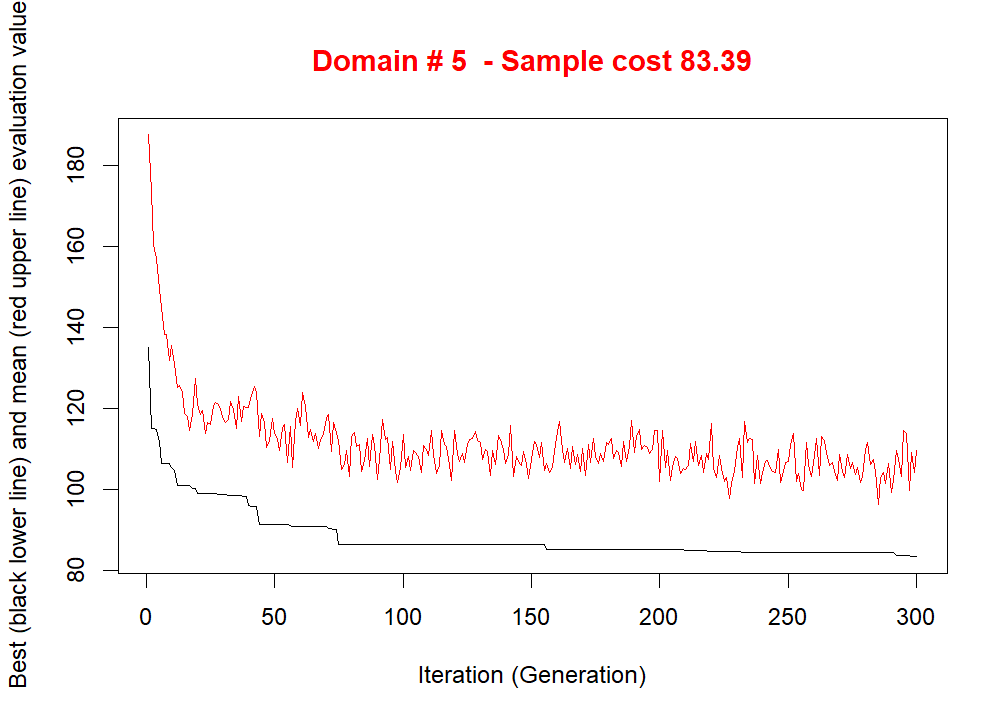 Domain # 5  - Sample cost 83.39
Best (black lower line) and mean (red upper line) evaluation value
180
160
140
120
100
80
0 50 100 150 200 250 300
Iteration (Generation)